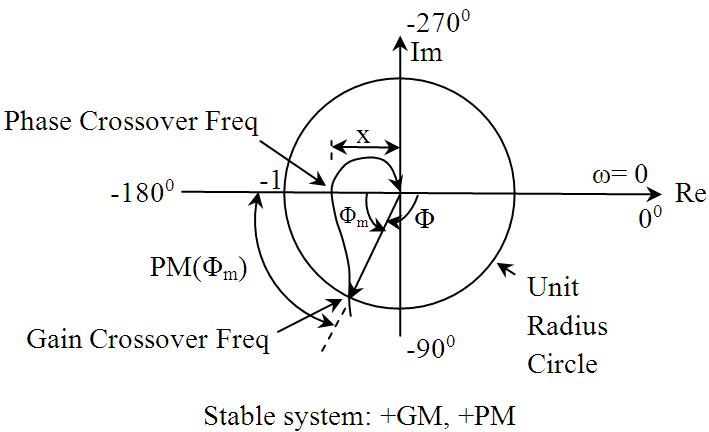 -270⁰
Im
Phase Crossover Freq
x
-180⁰
-1
ω= 0
Re
0⁰
Φₘ
Φ
PM(Φₘ)
Unit
Radius
Circle
Gain Crossover Freq
-90⁰
Stable system: +GM, +PM